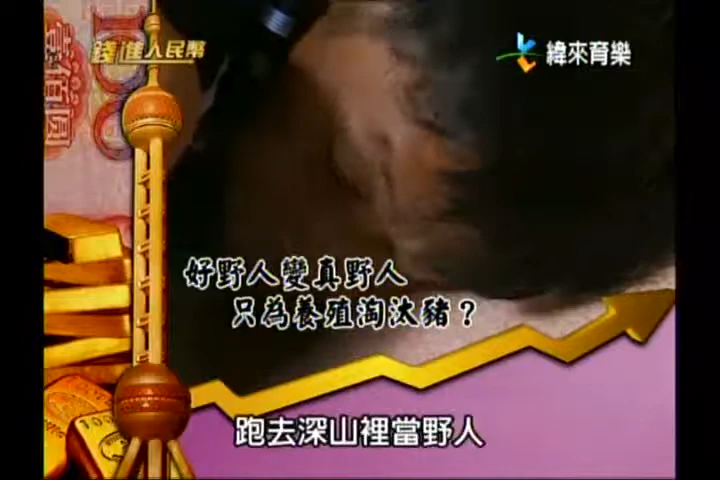 錢進人民幣
緯來育樂
100
好野人變真野人
只為養殖淘汰豬？
跑去深山裡當野人